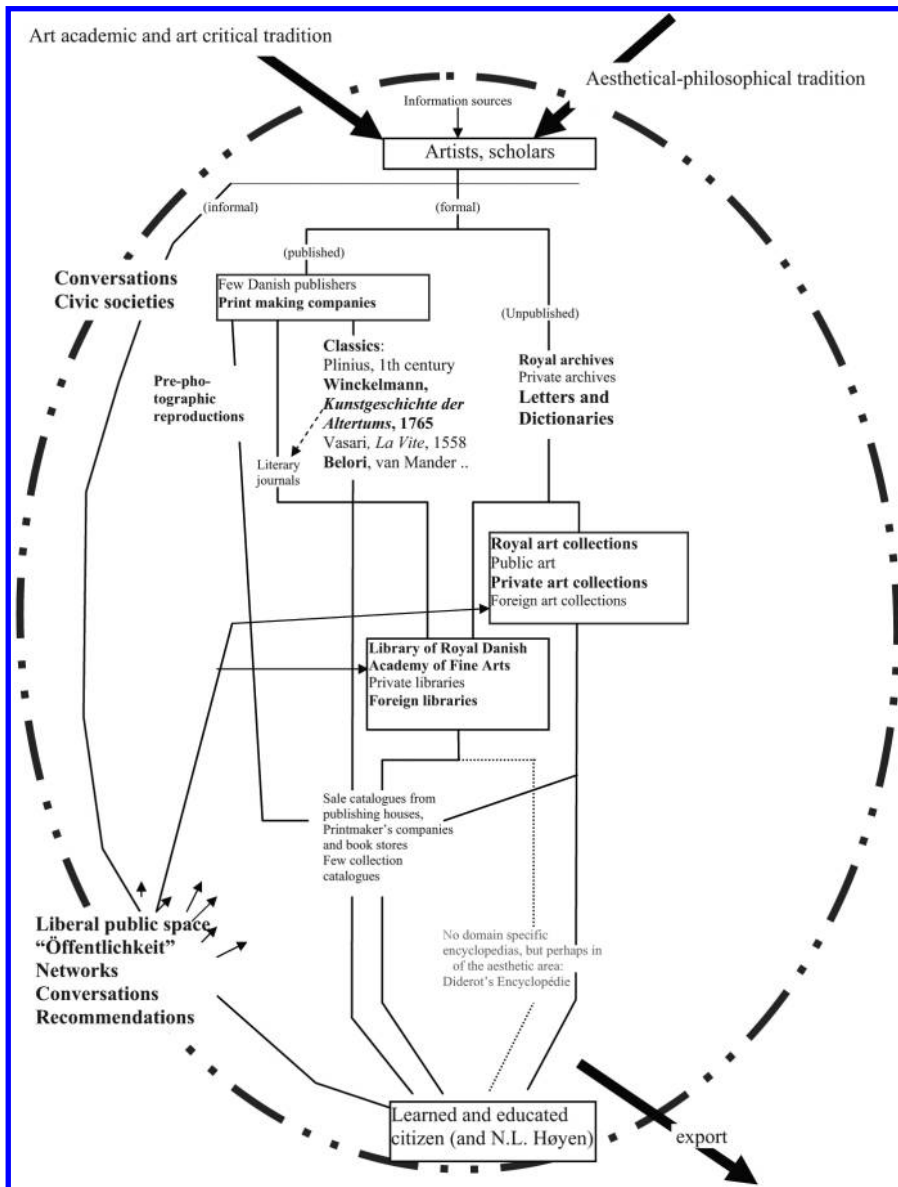 Art academic and art critical tradition
Aesthetical-philosophical tradition
Information sources
Artists, scholars
(informal)
(formal)
(published)
Conversations
Civic societies
Few Danish publishers
Print making companies
(Unpublished)
Pre-pho-
tographic
reproductions
Classics:
Plinius, 1th century
Winckelmann,
Kunstgeschichte der
Altertums, 1765
Vasari, La Vite, 1558
Belori, van Mander ..
Royal archives
Private archives
Letters and
Dictionaries
Literary
journals
Royal art collections
Public art
Private art collections
Foreign art collections
Library of Royal Danish
Academy of Fine Arts
Private libraries
Foreign libraries
Sale catalogues from
publishing houses,
Printmaker's companies
and book stores
Few collection
catalogues
Liberal public space
“Öffentlichkeit”
Networks
Conversations
Recommendations
No domain specific
encyclopedias, but perhaps in
of the aesthetic area:
Diderot's Encyclopédie
Learned and educated
citizen (and N.L. Høyen)
export